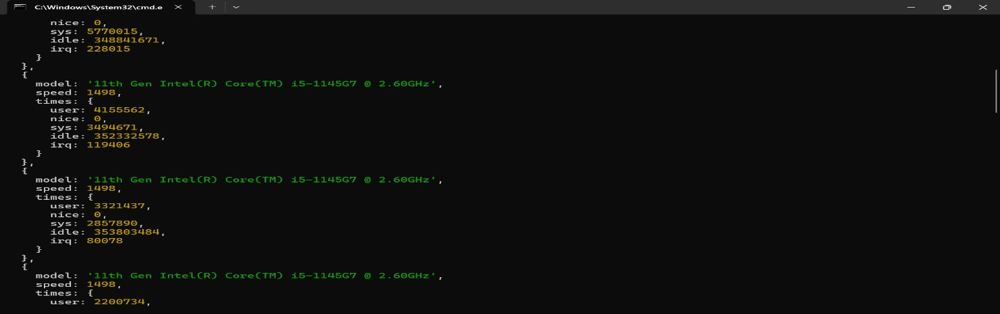 C:\Windows\System32\cmd.e
nice: 0,
sys: 5770015,
idle: 348841671,
irq: 228015
}
},
{
model: '11th Gen Intel(R) Core(TM) i5-1145G7 @ 2.60GHz',
speed: 1498,
times: {
user: 4155562,
nice: 0,
sys: 3494671,
idle: 352332578,
irq: 119406
}
},
{
model: '11th Gen Intel(R) Core(TM) i5-1145G7 @ 2.60GHz',
speed: 1498,
times: {
user: 3321437,
nice: 0,
sys: 2857890,
idle: 353803484,
irq: 80078
}
},
{
model: '11th Gen Intel(R) Core(TM) i5-1145G7 @ 2.60GHz',
speed: 1498,
times: {
user: 2200734,